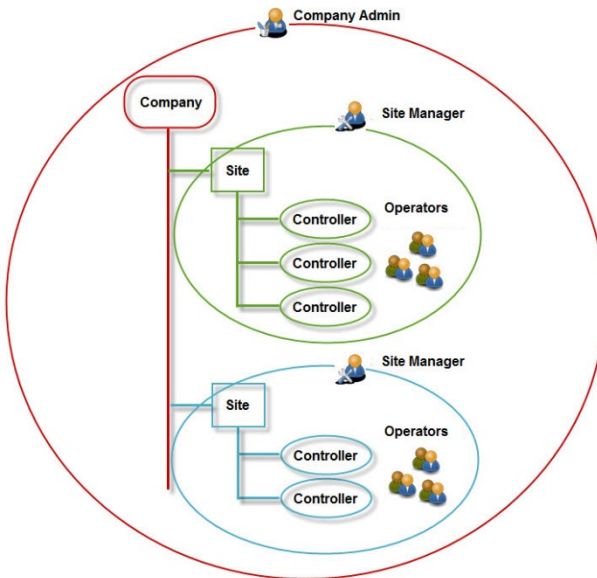 Company Admin
Company
Site Manager
Site
Operators
Controller
Controller
Controller
Site Manager
Site
Operators
Controller
Controller